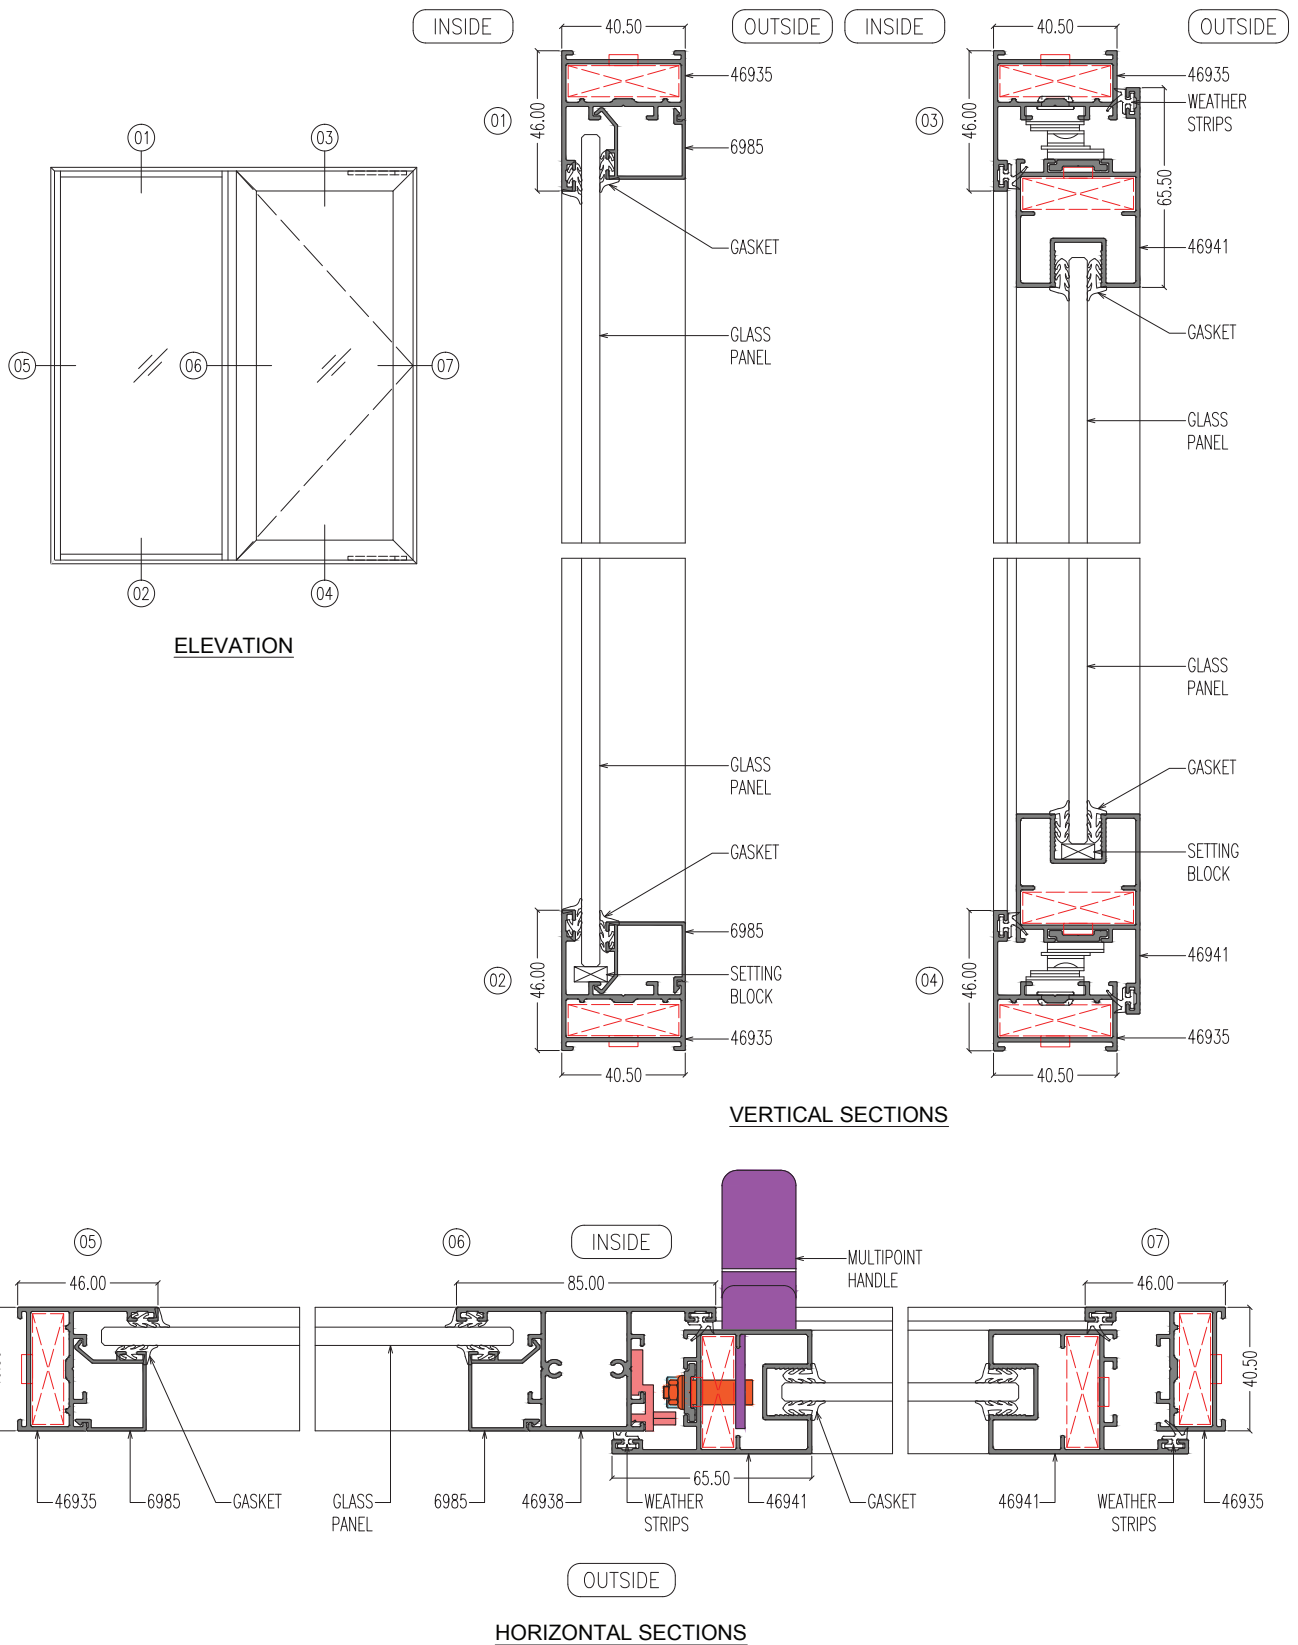 INSIDE
40.50
OUTSIDE
INSIDE
40.50
OUTSIDE
01
46.00
46935
6985
GASKET
GLASS
PANEL
03
46.00
46935
WEATHER
STRIPS
65.50
46941
GASKET
GLASS
PANEL
01
03
05
06
07
02
04
ELEVATION
GLASS
PANEL
GASKET
6985
02
46.00
SETTING
BLOCK
46935
40.50
GLASS
PANEL
GASKET
SETTING
BLOCK
46941
04
46.00
46935
40.50
VERTICAL SECTIONS
05
06
INSIDE
MULTIPOINT
HANDLE
07
46.00
85.00
46.00
40.50
65.50
46935
6985
GASKET
GLASS
PANEL
6985
46938
WEATHER
STRIPS
46941
GASKET
46941
WEATHER
STRIPS
46935
OUTSIDE
HORIZONTAL SECTIONS